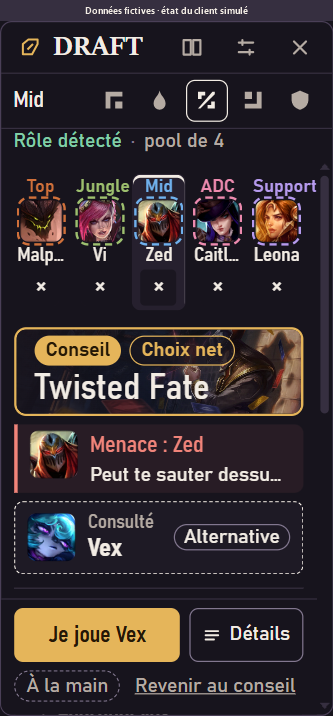 Données fictives · état du client simulé
DRAFT
Mid
Rôle détecté · pool de 4
Top Jungle Mid ADC Support
Malp... Vi Zed Caitl... Leona
× × × × ×
Conseil Choix net
Twisted Fate
Menace : Zed
Peut te sauter dessu...
Consulté
Vex
Alternative
Je joue Vex
Détails
À la main Revenir au conseil